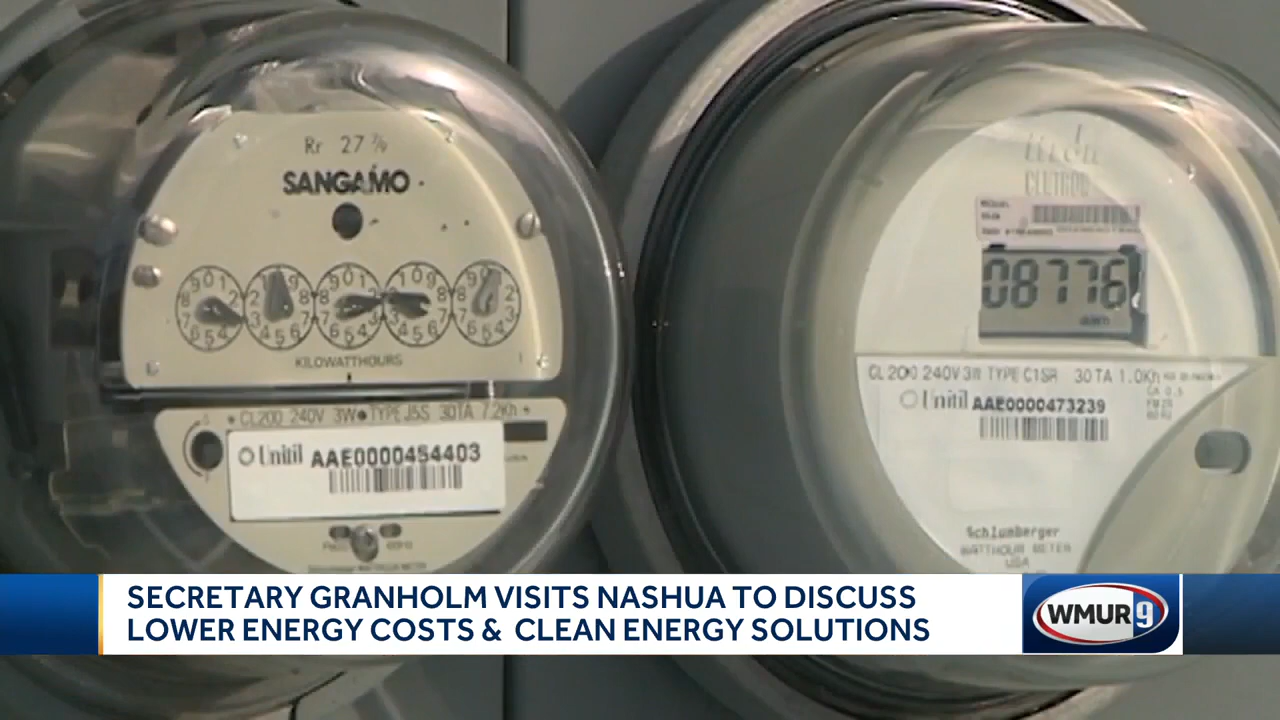 Rr 27 7/9
SANGAMO
KILOWATTHOURS
CL200 240V 3W TYPE J5S 30TA 7.2Kh
Unitil AAE0000454403
08776
CL200 240V 3W TYPE C1SR 30TA 1.0Kh
Unitil AAE0000473239
Schlumberger
WATTHOUR METER
USA
SECRETARY GRANHOLM VISITS NASHUA TO DISCUSS
LOWER ENERGY COSTS & CLEAN ENERGY SOLUTIONS
WMUR 9